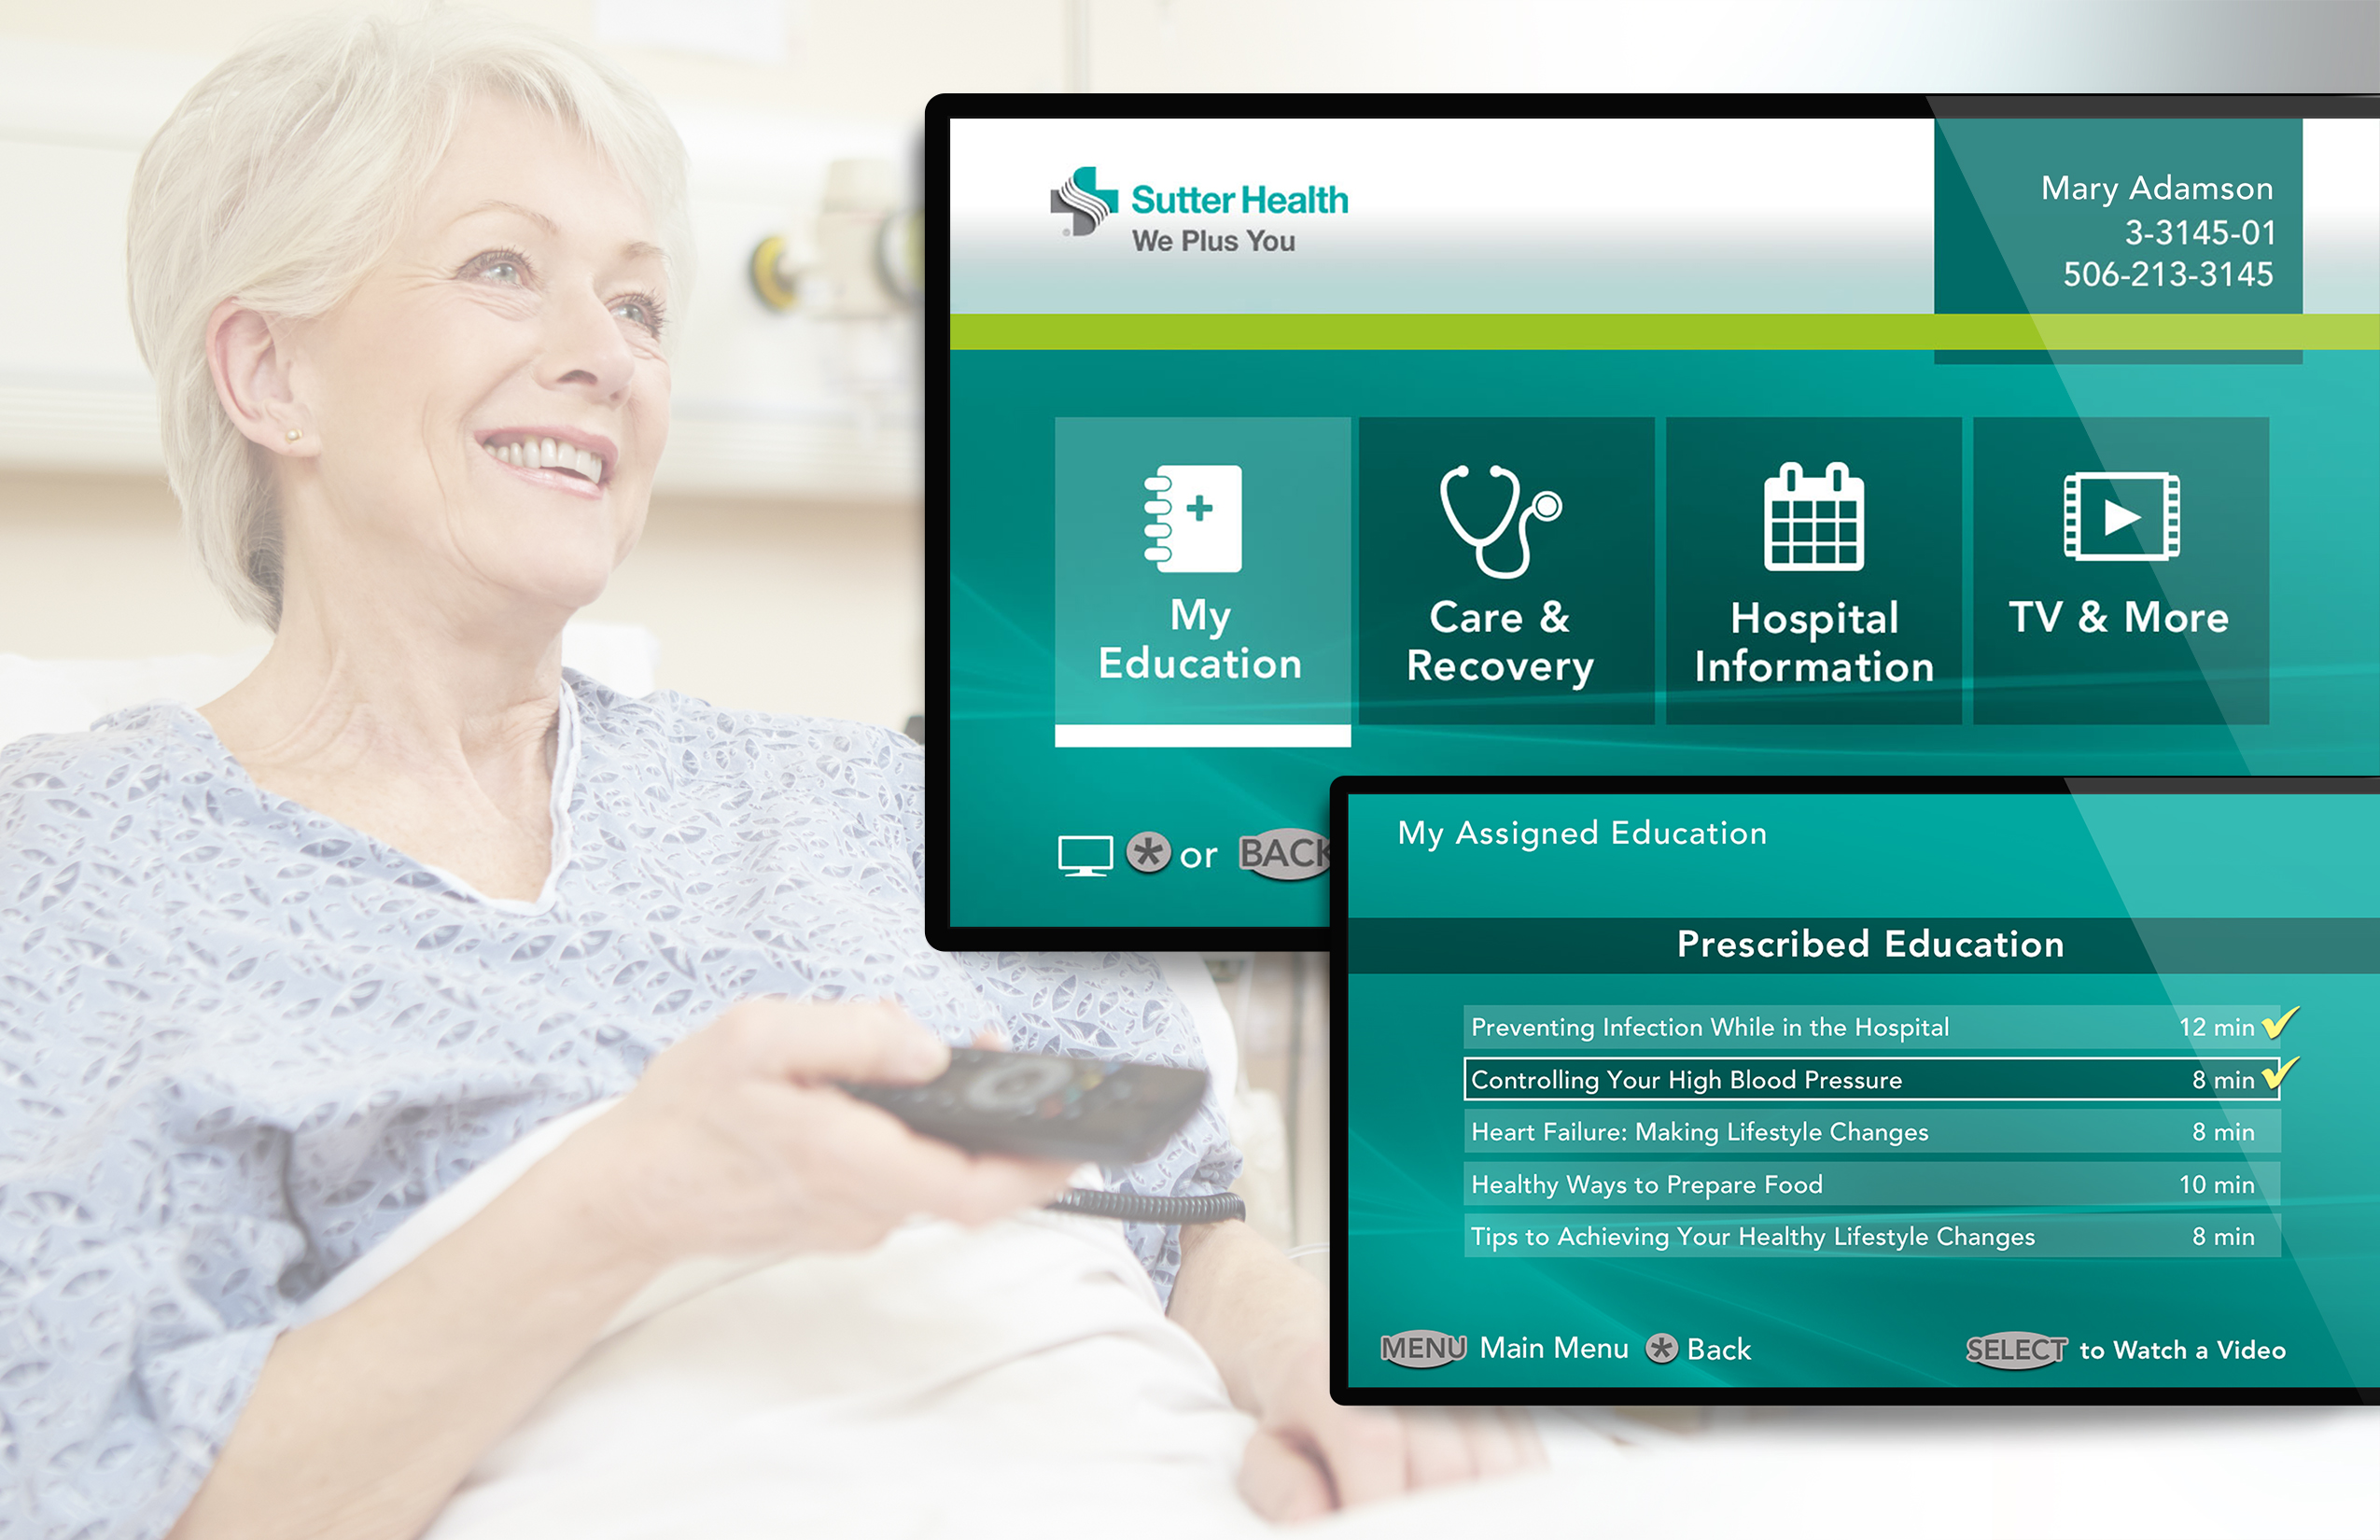 Sutter Health
We Plus You
Mary Adamson
3-3145-01
506-213-3145
My
Education
Care &
Recovery
Hospital
Information
TV & More
* or BACK
My Assigned Education
Prescribed Education
Preventing Infection While in the Hospital 12 min
Controlling Your High Blood Pressure 8 min
Heart Failure: Making Lifestyle Changes 8 min
Healthy Ways to Prepare Food 10 min
Tips to Achieving Your Healthy Lifestyle Changes 8 min
MENU Main Menu * Back SELECT to Watch a Video